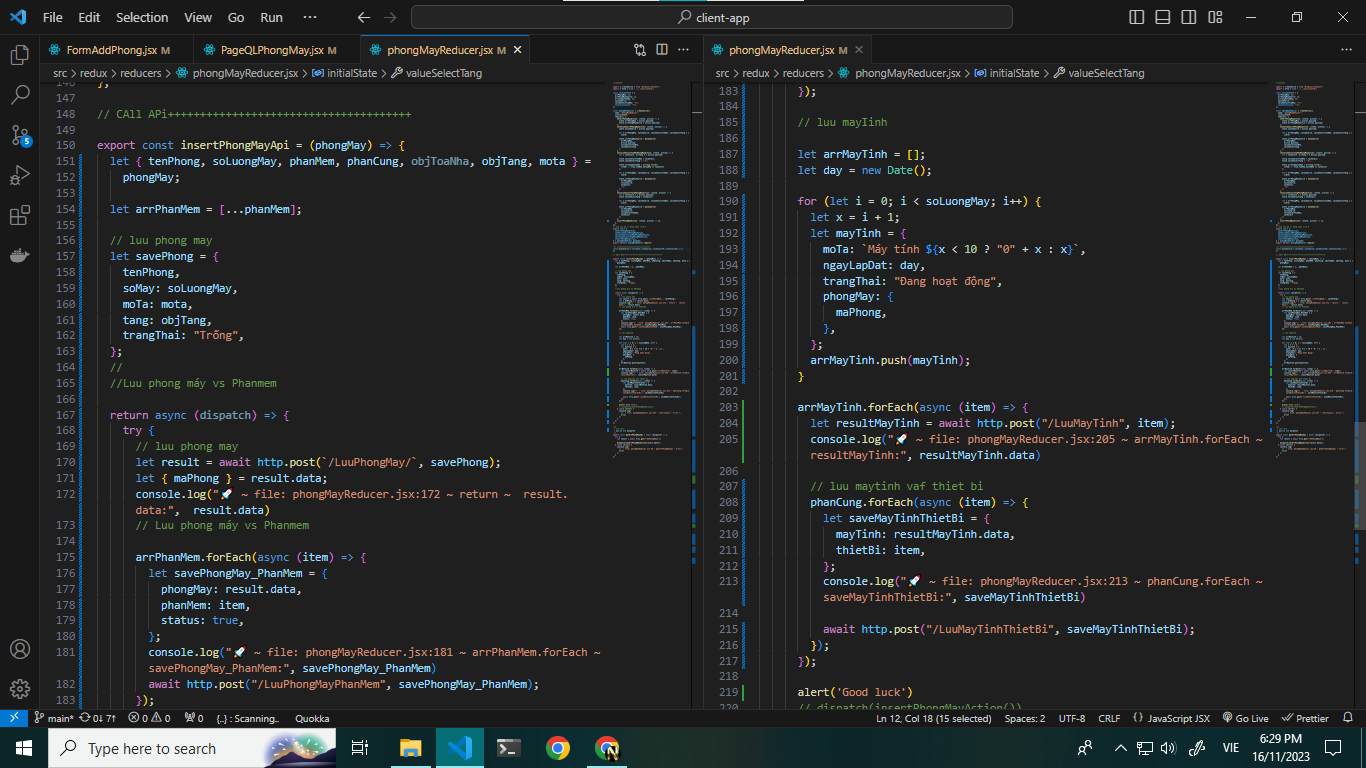 File Edit Selection View Go Run ··· client-app
FormAddPhong.jsx M PageQLPhongMay.jsx M phongMayReducer.jsx M
src > redux > reducers > phongMayReducer.jsx > initialState > valueSelectTang
146 };
147
148 // CAll APi++++++++++++++++++++++++++++++++++++++
149
150 export const insertPhongMayApi = (phongMay) => {
151 let { tenPhong, soLuongMay, phanMem, phanCung, objToaNha, objTang, mota } =
152 phongMay;
153
154 let arrPhanMem = [...phanMem];
155
156 // luu phong may
157 let savePhong = {
158 tenPhong,
159 soMay: soLuongMay,
160 moTa: mota,
161 tang: objTang,
162 trangThai: "Trống",
163 };
164 //
165 //Luu phong máy vs Phanmem
166
167 return async (dispatch) => {
168 try {
169 // luu phong may
170 let result = await http.post(`/LuuPhongMay/`, savePhong);
171 let { maPhong } = result.data;
172 console.log("🚀 ~ file: phongMayReducer.jsx:172 ~ return ~  result.
data:",  result.data)
173 // Luu phong máy vs Phanmem
174
175 arrPhanMem.forEach(async (item) => {
176 let savePhongMay_PhanMem = {
177 phongMay: result.data,
178 phanMem: item,
179 status: true,
180 };
181 console.log("🚀 ~ file: phongMayReducer.jsx:181 ~ arrPhanMem.forEach ~
savePhongMay_PhanMem:", savePhongMay_PhanMem)
182 await http.post("/LuuPhongMayPhanMem", savePhongMay_PhanMem);
183 });
phongMayReducer.jsx M
src > redux > reducers > phongMayReducer.jsx > initialState > valueSelectTang
183 });
184
185 // luu mayIinh
186
187 let arrMayTinh = [];
188 let day = new Date();
189
190 for (let i = 0; i < soLuongMay; i++) {
191 let x = i + 1;
192 let mayTinh = {
193 moTa: `Máy tính ${x < 10 ? "0" + x : x}`,
194 ngayLapDat: day,
195 trangThai: "Đang hoạt động",
196 phongMay: {
197 maPhong,
198 },
199 };
200 arrMayTinh.push(mayTinh);
201 }
202
203 arrMayTinh.forEach(async (item) => {
204 let resultMayTinh = await http.post("/LuuMayTinh", item);
205 console.log("🚀 ~ file: phongMayReducer.jsx:205 ~ arrMayTinh.forEach ~
resultMayTinh:", resultMayTinh.data)
206
207 // luu maytinh vaf thiet bi
208 phanCung.forEach(async (item) => {
209 let saveMayTinhThietBi = {
210 mayTinh: resultMayTinh.data,
211 thietBi: item,
212 };
213 console.log("🚀 ~ file: phongMayReducer.jsx:213 ~ phanCung.forEach ~
saveMayTinhThietBi:", saveMayTinhThietBi)
214
215 await http.post("/LuuMayTinhThietBi", saveMayTinhThietBi);
216 });
217 });
218
219 alert('Good luck')
220 // dispatch(insertPhongMayAction())
5
main* 0↓ 7↑ 0 0 0 {..} : Scanning.. Quokka Ln 12, Col 18 (15 selected) Spaces: 2 UTF-8 CRLF {} JavaScript JSX Go Live Prettier
Type here to search
VIE
6:29 PM
16/11/2023